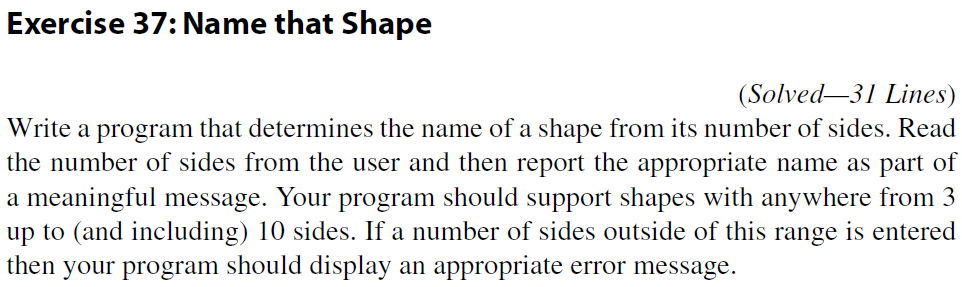 Exercise 37: Name that Shape
(Solved—31 Lines)
Write a program that determines the name of a shape from its number of sides. Read
the number of sides from the user and then report the appropriate name as part of
a meaningful message. Your program should support shapes with anywhere from 3
up to (and including) 10 sides. If a number of sides outside of this range is entered
then your program should display an appropriate error message.